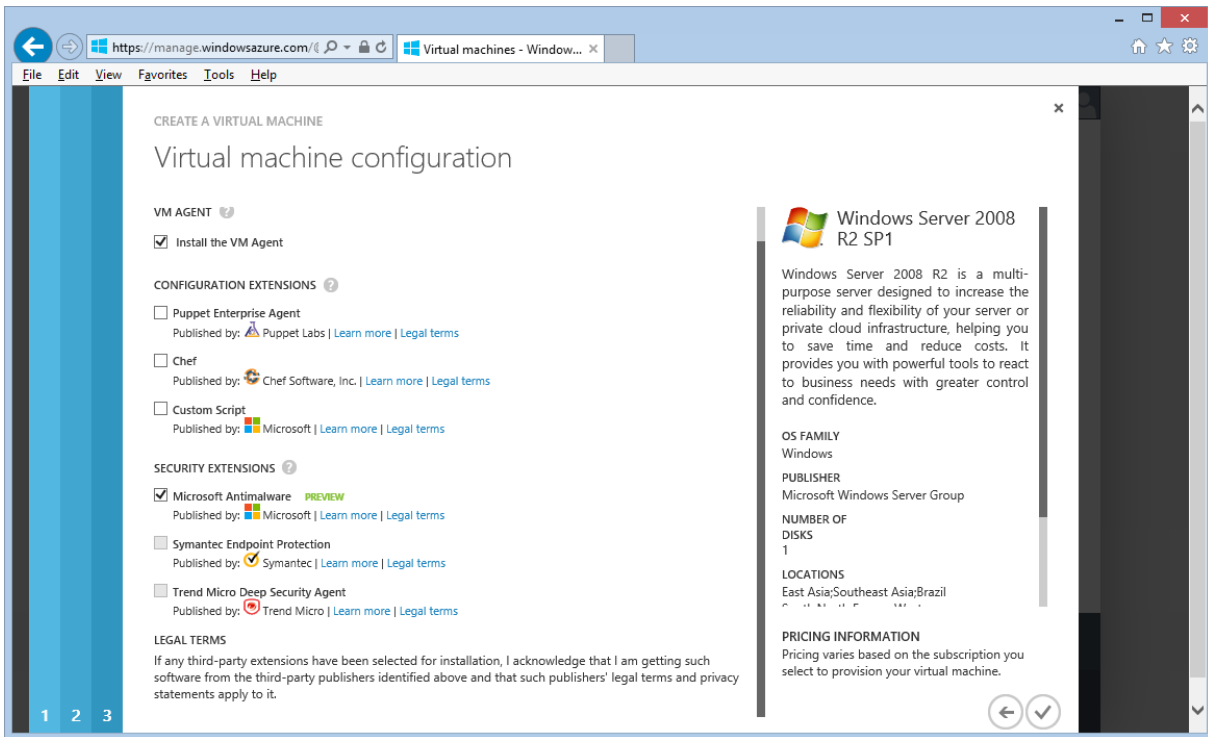 https://manage.windowsazure.com/
Virtual machines - Window...
File Edit View Favorites Tools Help
CREATE A VIRTUAL MACHINE
Virtual machine configuration
VM AGENT ?
Install the VM Agent
CONFIGURATION EXTENSIONS ?
Puppet Enterprise Agent
Published by: Puppet Labs | Learn more | Legal terms
Chef
Published by: Chef Software, Inc. | Learn more | Legal terms
Custom Script
Published by: Microsoft | Learn more | Legal terms
SECURITY EXTENSIONS ?
Microsoft Antimalware PREVIEW
Published by: Microsoft | Learn more | Legal terms
Symantec Endpoint Protection
Published by: Symantec | Learn more | Legal terms
Trend Micro Deep Security Agent
Published by: Trend Micro | Learn more | Legal terms
LEGAL TERMS
If any third-party extensions have been selected for installation, I acknowledge that I am getting such
software from the third-party publishers identified above and that such publishers' legal terms and privacy
statements apply to it.
Windows Server 2008
R2 SP1
Windows Server 2008 R2 is a multi-
purpose server designed to increase the
reliability and flexibility of your server or
private cloud infrastructure, helping you
to save time and reduce costs. It
provides you with powerful tools to react
to business needs with greater control
and confidence.
OS FAMILY
Windows
PUBLISHER
Microsoft Windows Server Group
NUMBER OF
DISKS
1
LOCATIONS
East Asia;Southeast Asia;Brazil
PRICING INFORMATION
Pricing varies based on the subscription you
select to provision your virtual machine.
1 2 3